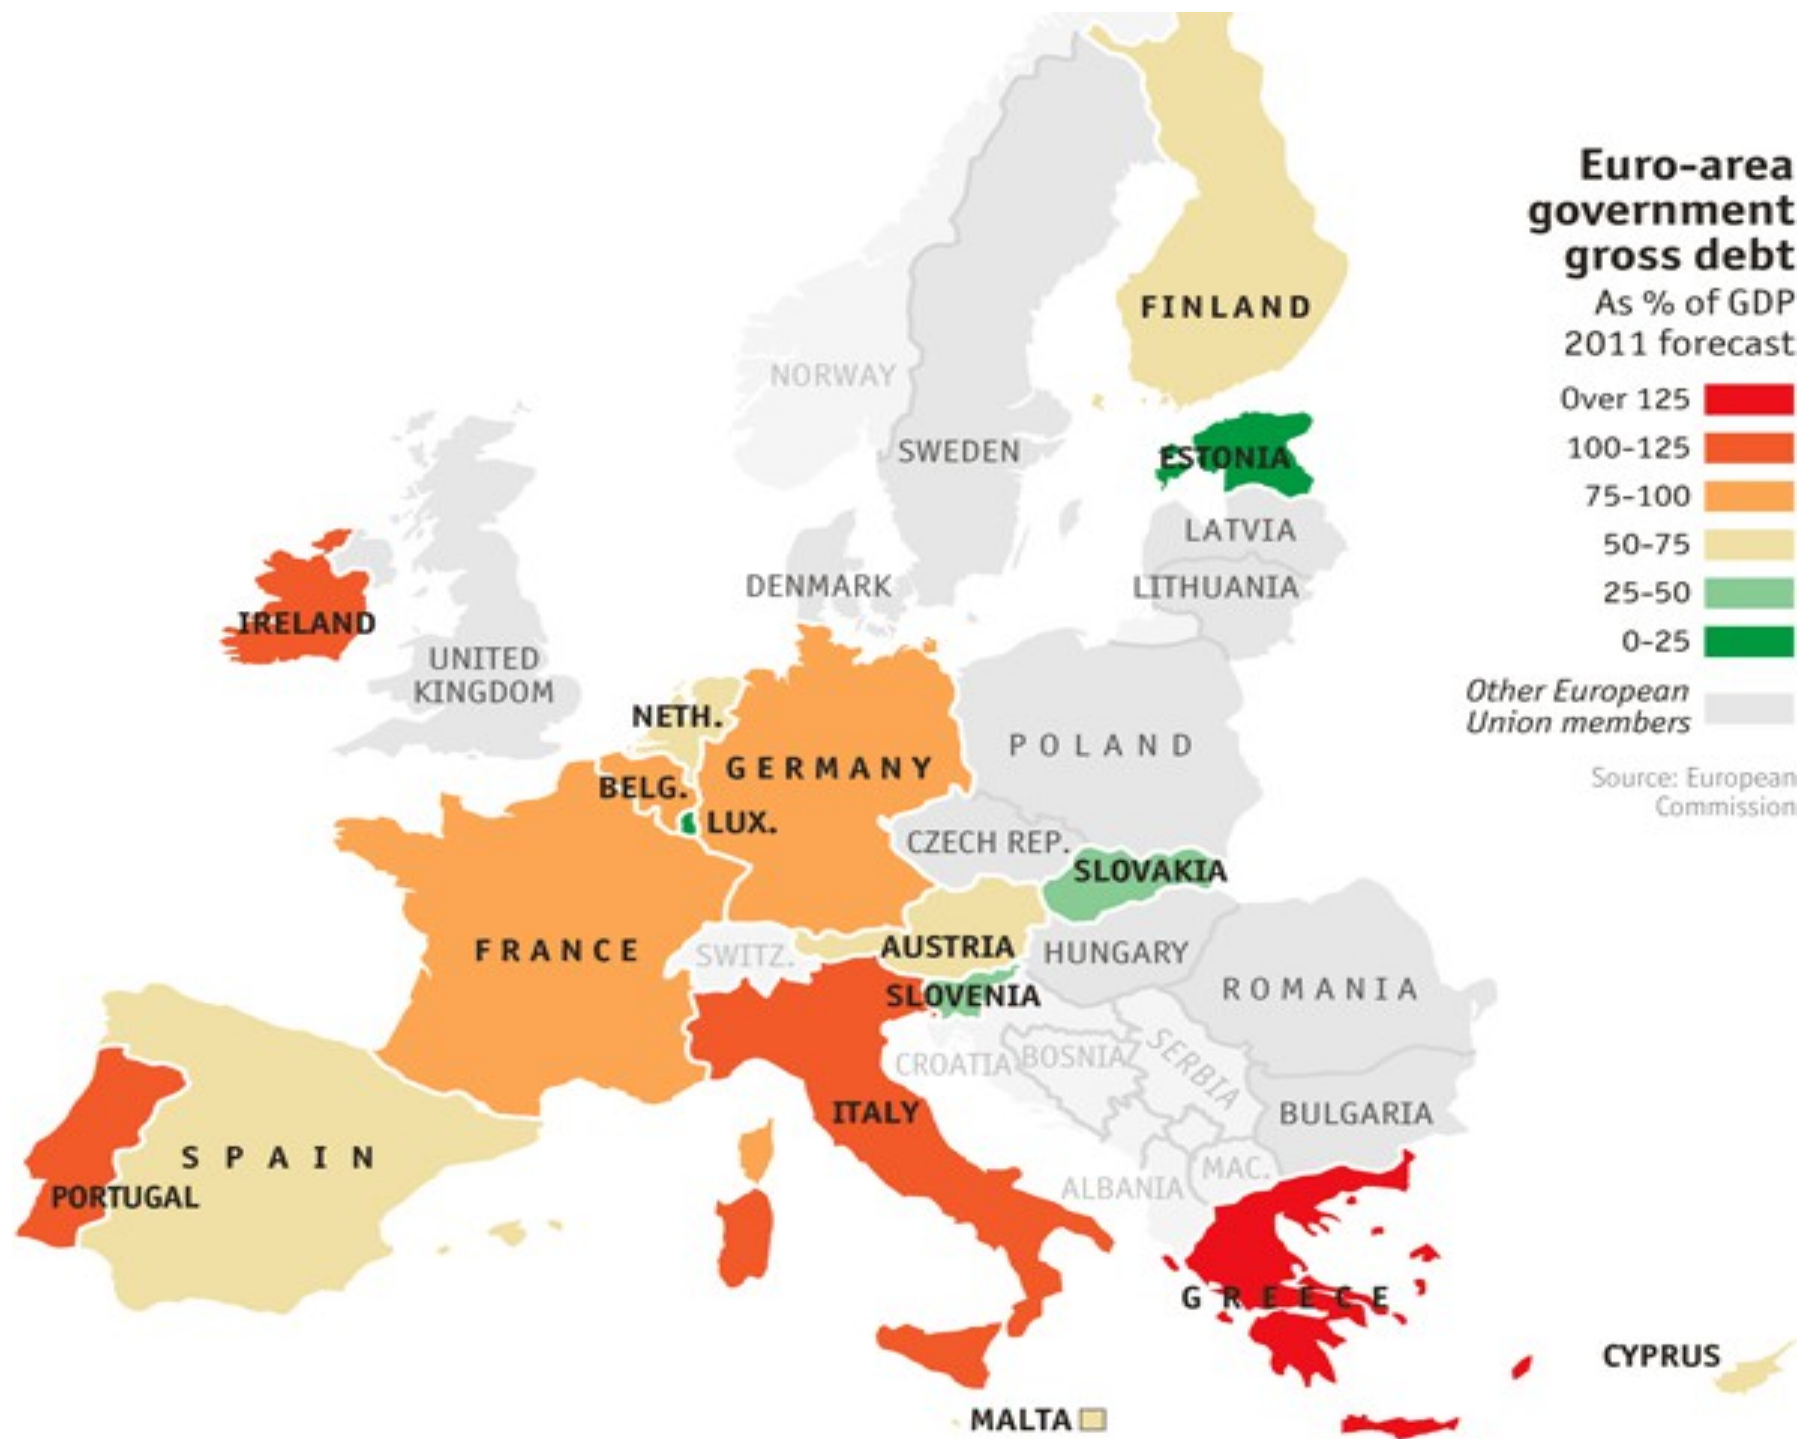 Euro-area
government
gross debt
As % of GDP
2011 forecast
Over 125
100-125
75-100
50-75
25-50
0-25
Other European
Union members
Source: European
Commission
FINLAND
NORWAY
SWEDEN
ESTONIA
LATVIA
DENMARK
LITHUANIA
IRELAND
UNITED
KINGDOM
NETH.
POLAND
GERMANY
BELG.
LUX.
CZECH REP.
SLOVAKIA
FRANCE
SWITZ.
AUSTRIA
HUNGARY
SLOVENIA
ROMANIA
CROATIA
BOSNIA
SERBIA
ITALY
BULGARIA
SPAIN
PORTUGAL
ALBANIA
MAC.
GREECE
CYPRUS
MALTA